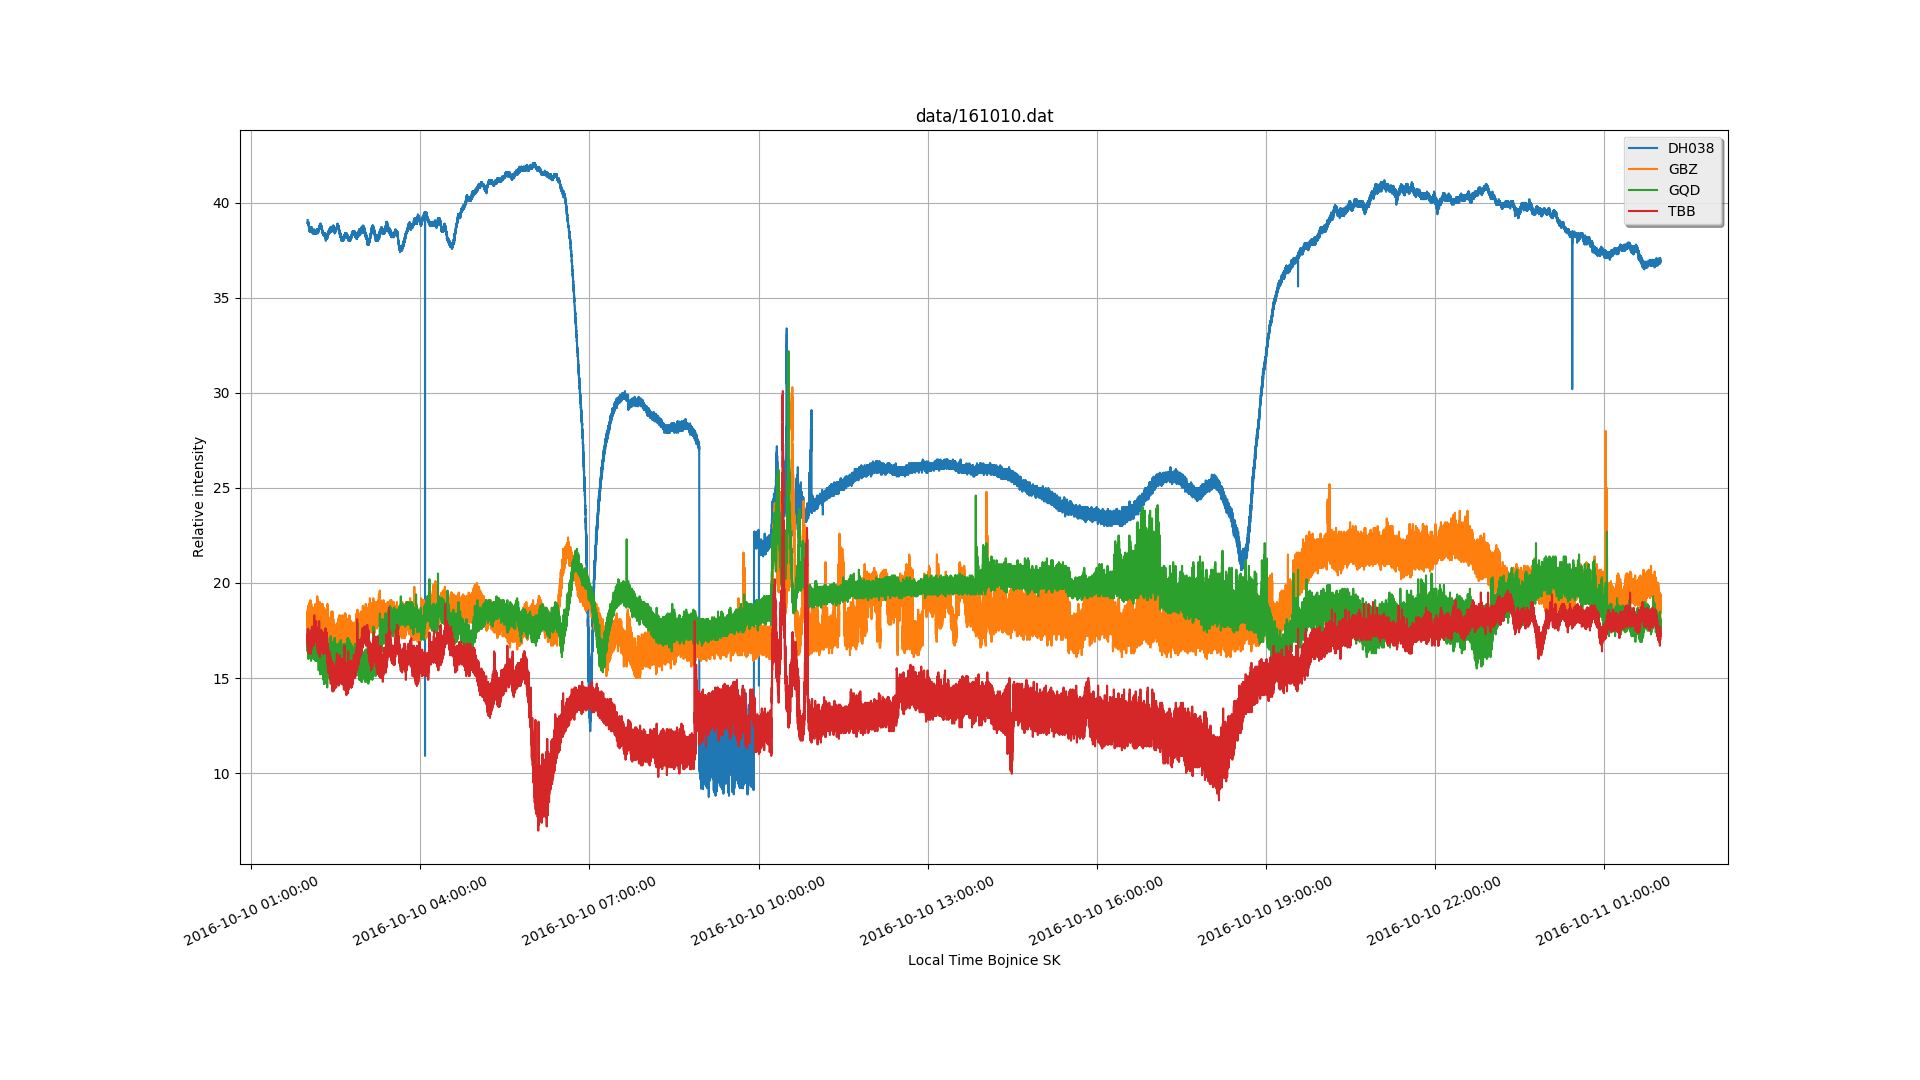 data/161010.dat
DH038
GBZ
GQD
TBB
Relative intensity
40
35
30
25
20
15
10
2016-10-10 01:00:00
2016-10-10 04:00:00
2016-10-10 07:00:00
2016-10-10 10:00:00
2016-10-10 13:00:00
2016-10-10 16:00:00
2016-10-10 19:00:00
2016-10-10 22:00:00
2016-10-11 01:00:00
Local Time Bojnice SK